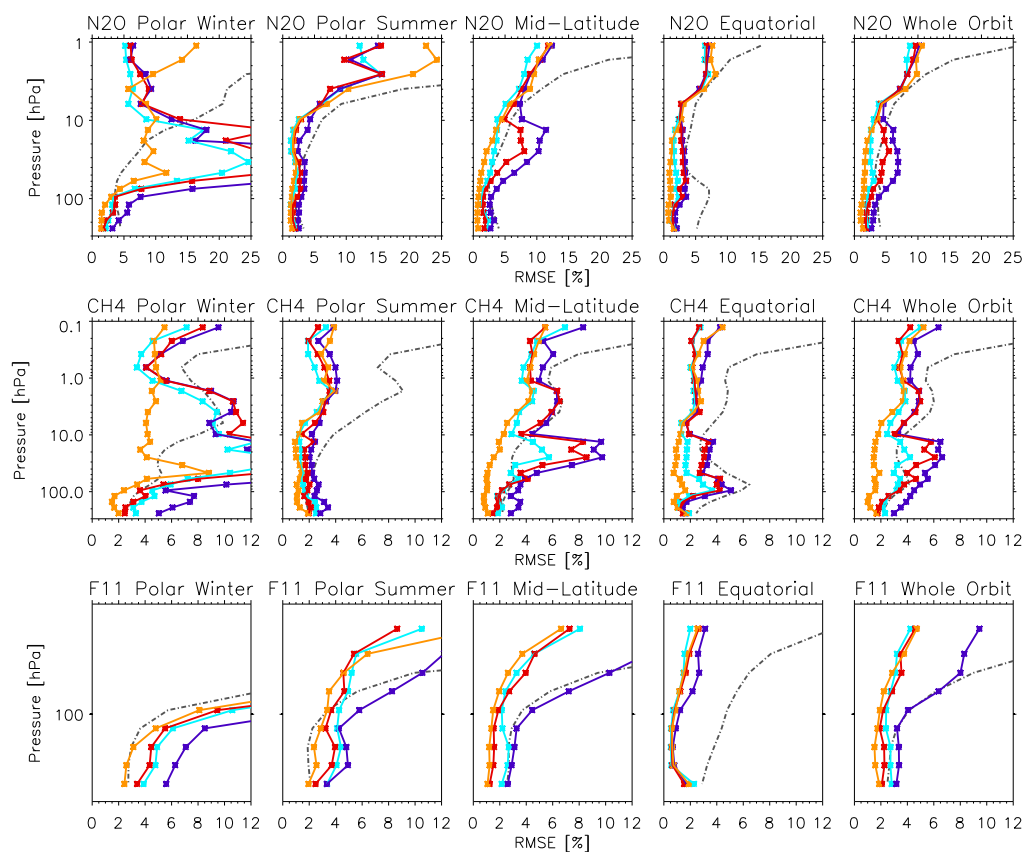 N2O Polar Winter N2O Polar Summer N2O Mid-Latitude N2O Equatorial N2O Whole Orbit
Pressure [hPa]
1
10
100
0 5 10 15 20 25 0 5 10 15 20 25 0 5 10 15 20 25 0 5 10 15 20 25 0 5 10 15 20 25
RMSE [%]
CH4 Polar Winter CH4 Polar Summer CH4 Mid-Latitude CH4 Equatorial CH4 Whole Orbit
Pressure [hPa]
0.1
1.0
10.0
100.0
0 2 4 6 8 10 12 0 2 4 6 8 10 12 0 2 4 6 8 10 12 0 2 4 6 8 10 12 0 2 4 6 8 10 12
RMSE [%]
F11 Polar Winter F11 Polar Summer F11 Mid-Latitude F11 Equatorial F11 Whole Orbit
Pressure [hPa]
100
0 2 4 6 8 10 12 0 2 4 6 8 10 12 0 2 4 6 8 10 12 0 2 4 6 8 10 12 0 2 4 6 8 10 12
RMSE [%]